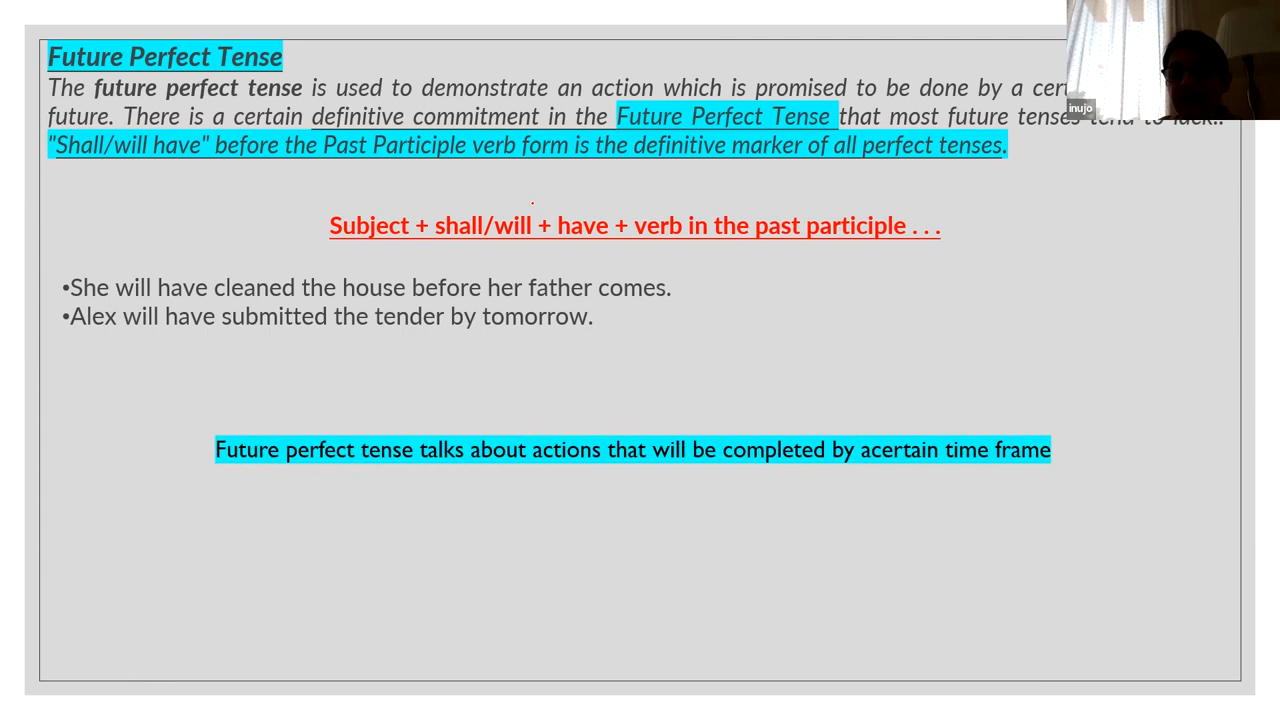 Future Perfect Tense
The future perfect tense is used to demonstrate an action which is promised to be done by a
future. There is a certain definitive commitment in the Future Perfect Tense that most future tenses tend to lack..
"Shall/will have" before the Past Participle verb form is the definitive marker of all perfect tenses.
Subject + shall/will + have + verb in the past participle . . .
•She will have cleaned the house before her father comes.
•Alex will have submitted the tender by tomorrow.
Future perfect tense talks about actions that will be completed by acertain time frame
inujo